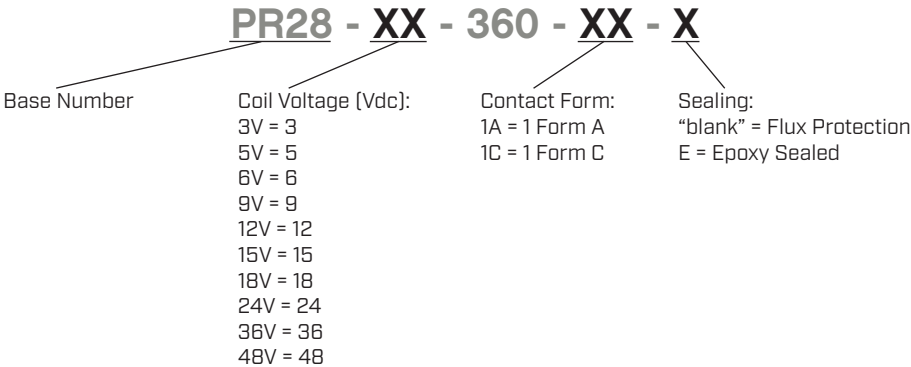 PR28 - XX - 360 - XX - X
Base Number
Coil Voltage (Vdc):
3V = 3
5V = 5
6V = 6
9V = 9
12V = 12
15V = 15
18V = 18
24V = 24
36V = 36
48V = 48
Contact Form:
1A = 1 Form A
1C = 1 Form C
Sealing:
“blank” = Flux Protection
E = Epoxy Sealed